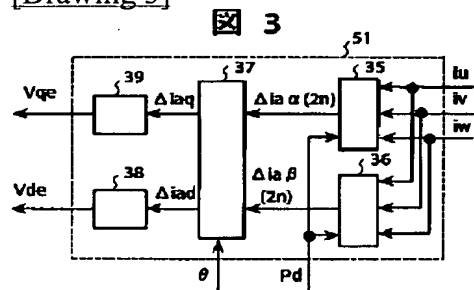 [Drawing 3]
図 3
51
39 37 35 iu
Vqe Δiaq Δia α (2n) iv
iw
38 Δia β 36
Vde Δiad (2n)
θ Pd